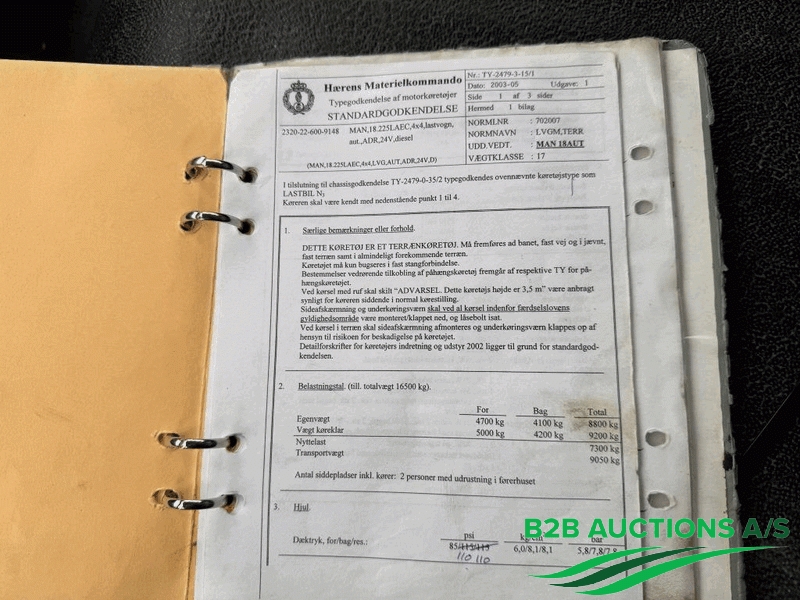 Hærens Materielkommando
Typegodkendelse af motorkøretøjer
STANDARDGODKENDELSE
Nr.: TY-2479-3-15/1
Dato: 2003-05 Udgave: 1
Side 1 af 3 sider
Hermed 1 bilag
2320-22-600-9148 MAN,18.225LAEC,4x4,lastvogn,
aut.,ADR,24V,diesel
(MAN,18.225LAEC,4x4,LVG,AUT,ADR,24V,D)
NORMLNR : 702007
NORMNAVN : LVGM,TERR
UDD.VEDT. : MAN 18AUT
VÆGTKLASSE : 17
I tilslutning til chassisgodkendelse TY-2479-0-35/2 typegodkendes ovennævnte køretøjstype som
LASTBIL N3
Køreren skal være kendt med nedenstående punkt 1 til 4.
1. Særlige bemærkninger eller forhold.
DETTE KØRETØJ ER ET TERRÆNKØRETØJ. Må fremføres ad banet, fast vej og i jævnt,
fast terræn samt i almindeligt forekommende terræn.
Køretøjet må kun bugseres i fast stangforbindelse.
Bestemmelser vedrørende tilkobling af påhængskøretøj fremgår af respektive TY for på-
hængskøretøjet.
Ved kørsel med ruf skal skilt "ADVARSEL. Dette køretøjs højde er 3,5 m" være anbragt
synligt for køreren siddende i normal kørestilling.
Sideafskærmning og underkøringsværn skal ved al kørsel indenfor færdselslovens
gyldighedsområde være monteret/klappet ned, og låsebolt isat.
Ved kørsel i terræn skal sideafskærmning afmonteres og underkøringsværn klappes op af
hensyn til risikoen for beskadigelse på køretøjet.
Detailforskrifter for køretøjers indretning og udstyr 2002 ligger til grund for standardgod-
kendelsen.
2. Belastningstal. (till. totalvægt 16500 kg).
For Bag Total
Egenvægt 4700 kg 4100 kg 8800 kg
Vægt køreklar 5000 kg 4200 kg 9200 kg
Nyttelast 7300 kg
Transportvægt 9050 kg
Antal siddepladser inkl. kører: 2 personer med udrustning i førerhuset
3. Hjul.
psi bar
Dæktryk, for/bag/res.: 85/115/115 6,0/8,1/8,1 5,8/7,8/7,8
110 110
B2B AUCTIONS A/S